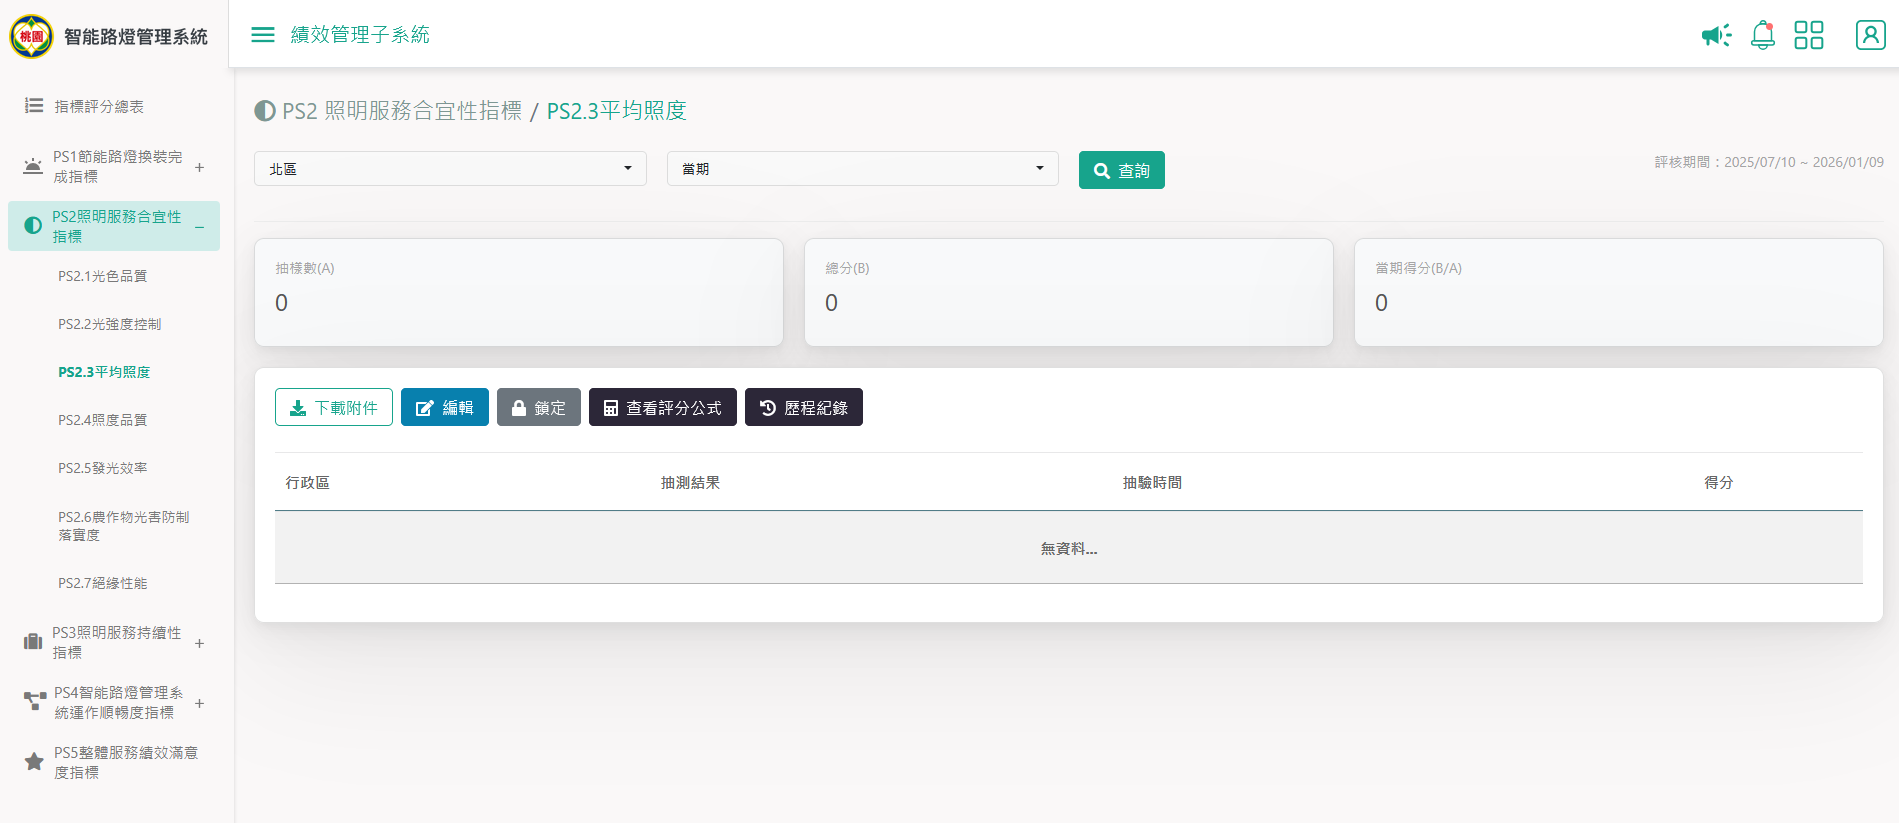 桃園
智能路燈管理系統
績效管理子系統
指標評分總表
PS1節能路燈換裝完
成指標
+
PS2照明服務合宜性
指標
−
PS2.1光色品質
PS2.2光強度控制
PS2.3平均照度
PS2.4照度品質
PS2.5發光效率
PS2.6農作物光害防制
落實度
PS2.7絕緣性能
PS3照明服務持續性
指標
+
PS4智能路燈管理系
統運作順暢度指標
+
PS5整體服務績效滿意
度指標
PS2 照明服務合宜性指標 / PS2.3平均照度
北區 當期 查詢 評核期間：2025/07/10 ~ 2026/01/09
抽樣數(A) 總分(B) 當期得分(B/A)
0 0 0
下載附件 編輯 鎖定 查看評分公式 歷程紀錄
行政區 抽測結果 抽驗時間 得分
無資料...